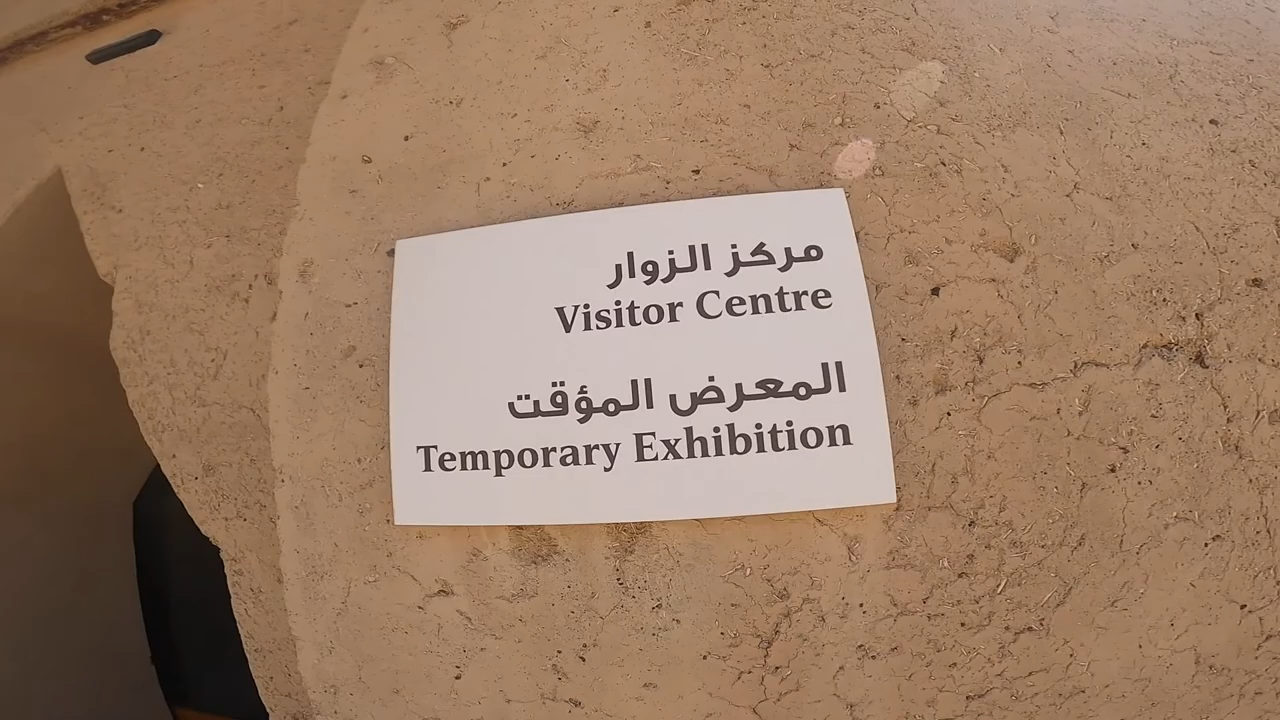 مركز الزوار
Visitor Centre
المعرض المؤقت
Temporary Exhibition